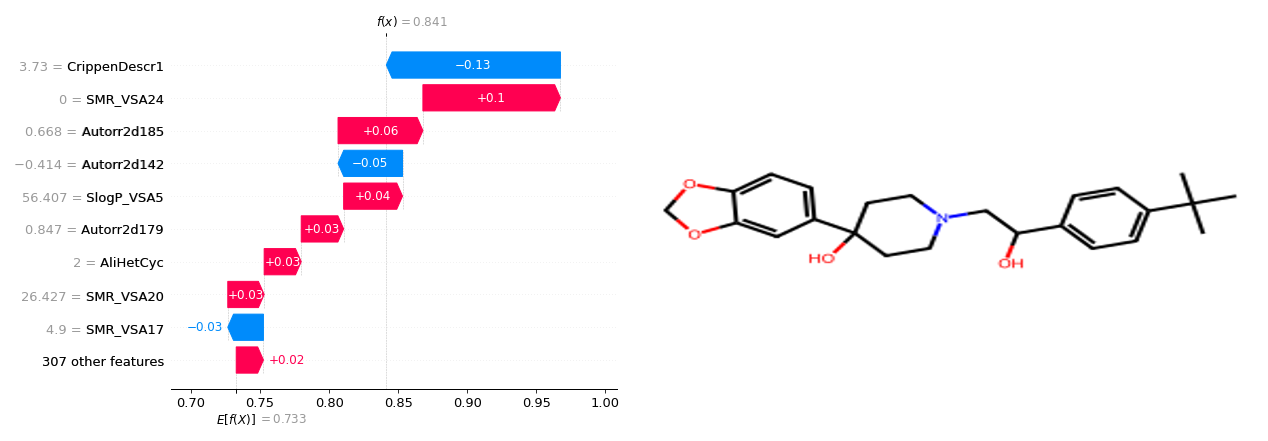 f(x) = 0.841
3.73 = CrippenDescr1
−0.13
0 = SMR_VSA24
+0.1
0.668 = Autorr2d185
+0.06
−0.414 = Autorr2d142
−0.05
56.407 = SlogP_VSA5
+0.04
0.847 = Autorr2d179
+0.03
2 = AliHetCyc
+0.03
26.427 = SMR_VSA20
+0.03
4.9 = SMR_VSA17
−0.03
307 other features
+0.02
0.70 0.75 0.80 0.85 0.90 0.95 1.00
E[f(X)] = 0.733
O
O
HO
N
OH